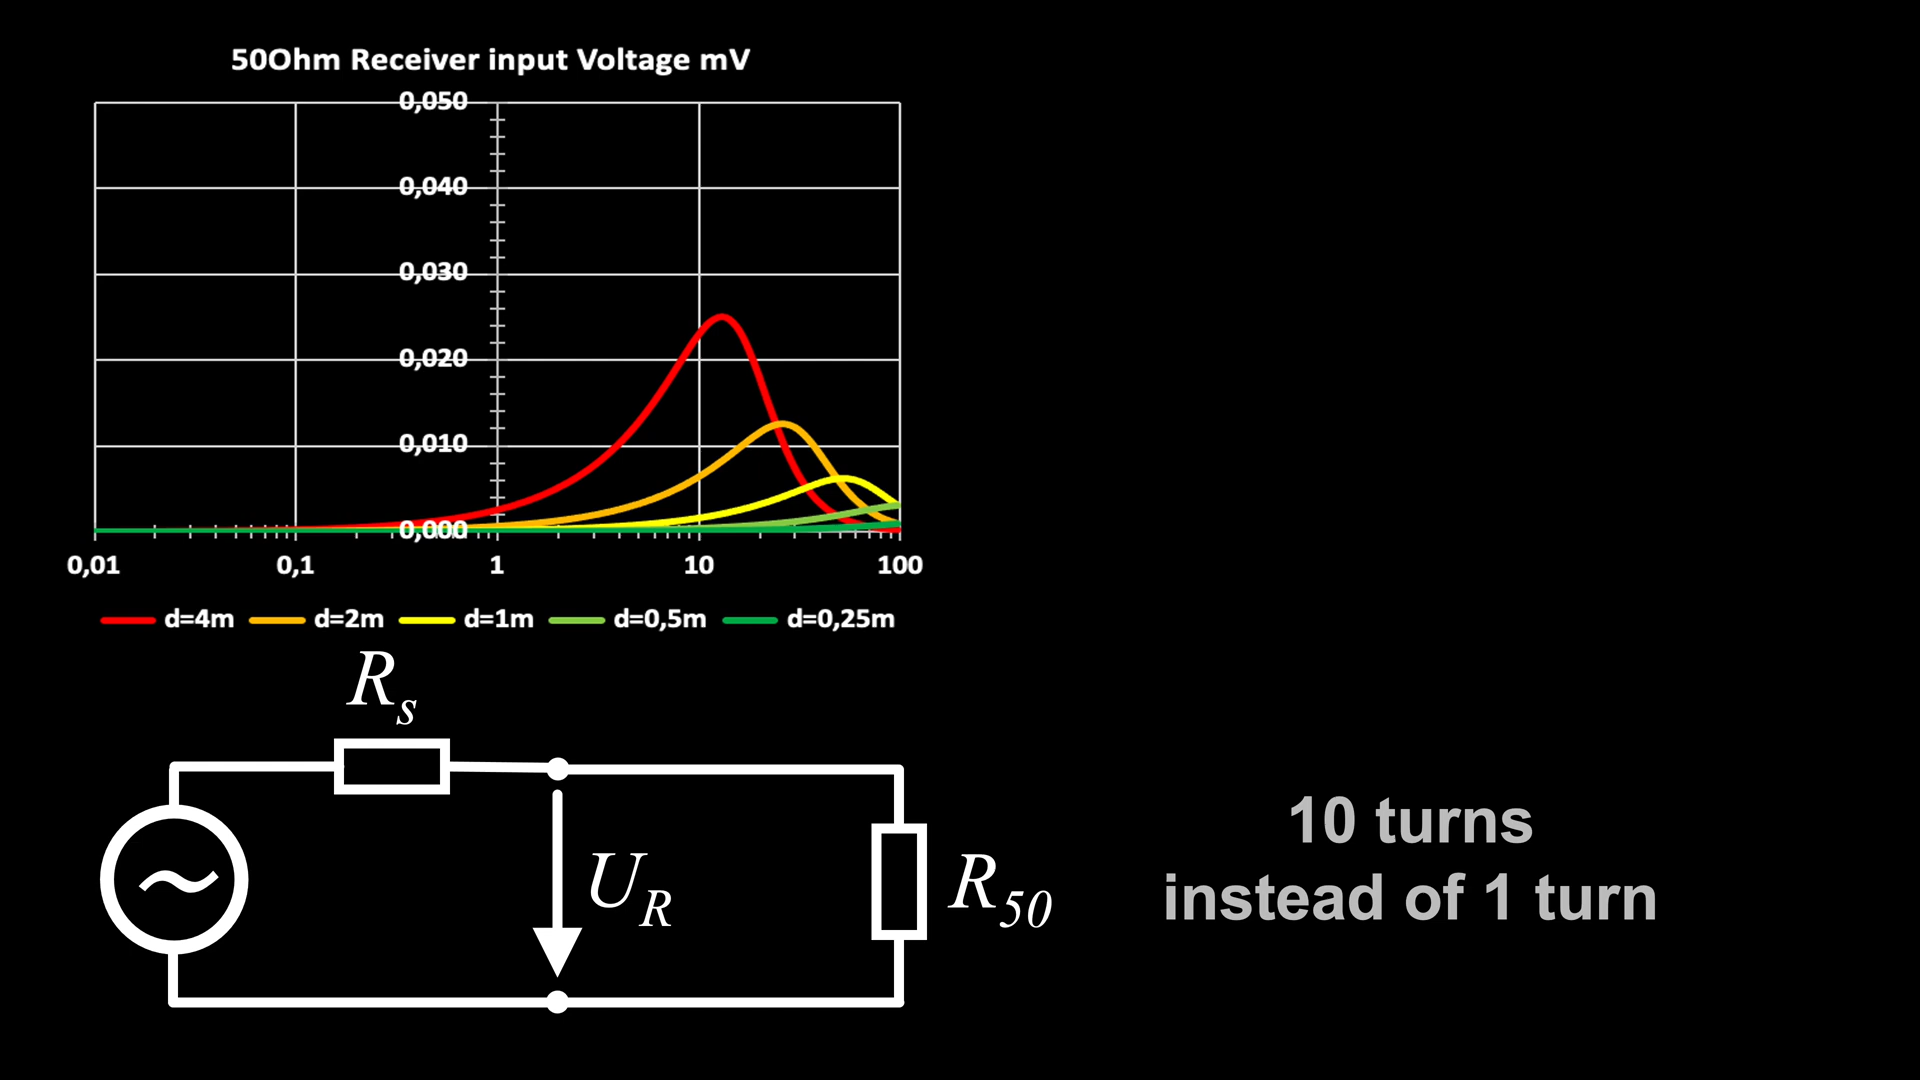 50Ohm Receiver input Voltage mV
0,050
0,040
0,030
0,020
0,010
0,000
0,01 0,1 1 10 100
d=4m d=2m d=1m d=0,5m d=0,25m
Rs
UR
R50
10 turns
instead of 1 turn